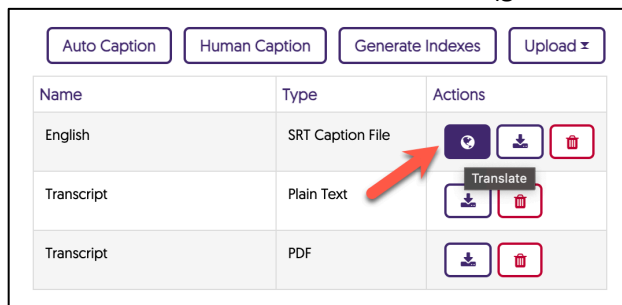 Auto Caption Human Caption Generate Indexes Upload
Name Type Actions
English SRT Caption File
Translate
Transcript Plain Text
Transcript PDF